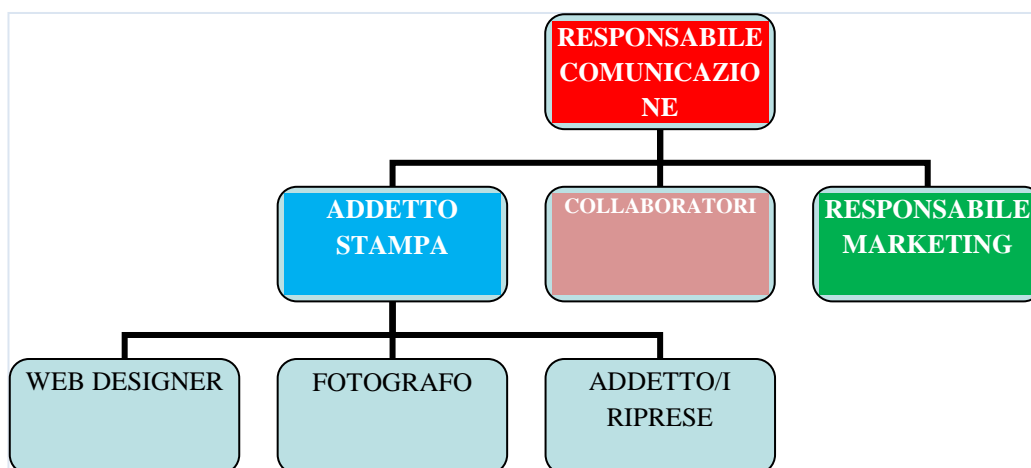 RESPONSABILE
COMUNICAZIO
NE
ADDETTO
STAMPA
COLLABORATORI
RESPONSABILE
MARKETING
WEB DESIGNER
FOTOGRAFO
ADDETTO/I
RIPRESE